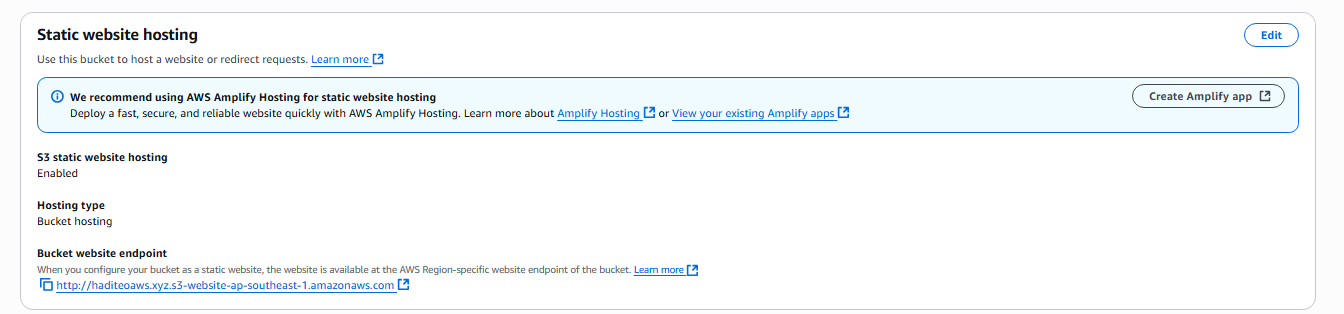 Static website hosting
Edit
Use this bucket to host a website or redirect requests. Learn more
We recommend using AWS Amplify Hosting for static website hosting
Create Amplify app
Deploy a fast, secure, and reliable website quickly with AWS Amplify Hosting. Learn more about Amplify Hosting or View your existing Amplify apps
S3 static website hosting
Enabled
Hosting type
Bucket hosting
Bucket website endpoint
When you configure your bucket as a static website, the website is available at the AWS Region-specific website endpoint of the bucket. Learn more
http://haditeoaws.xyz.s3-website-ap-southeast-1.amazonaws.com